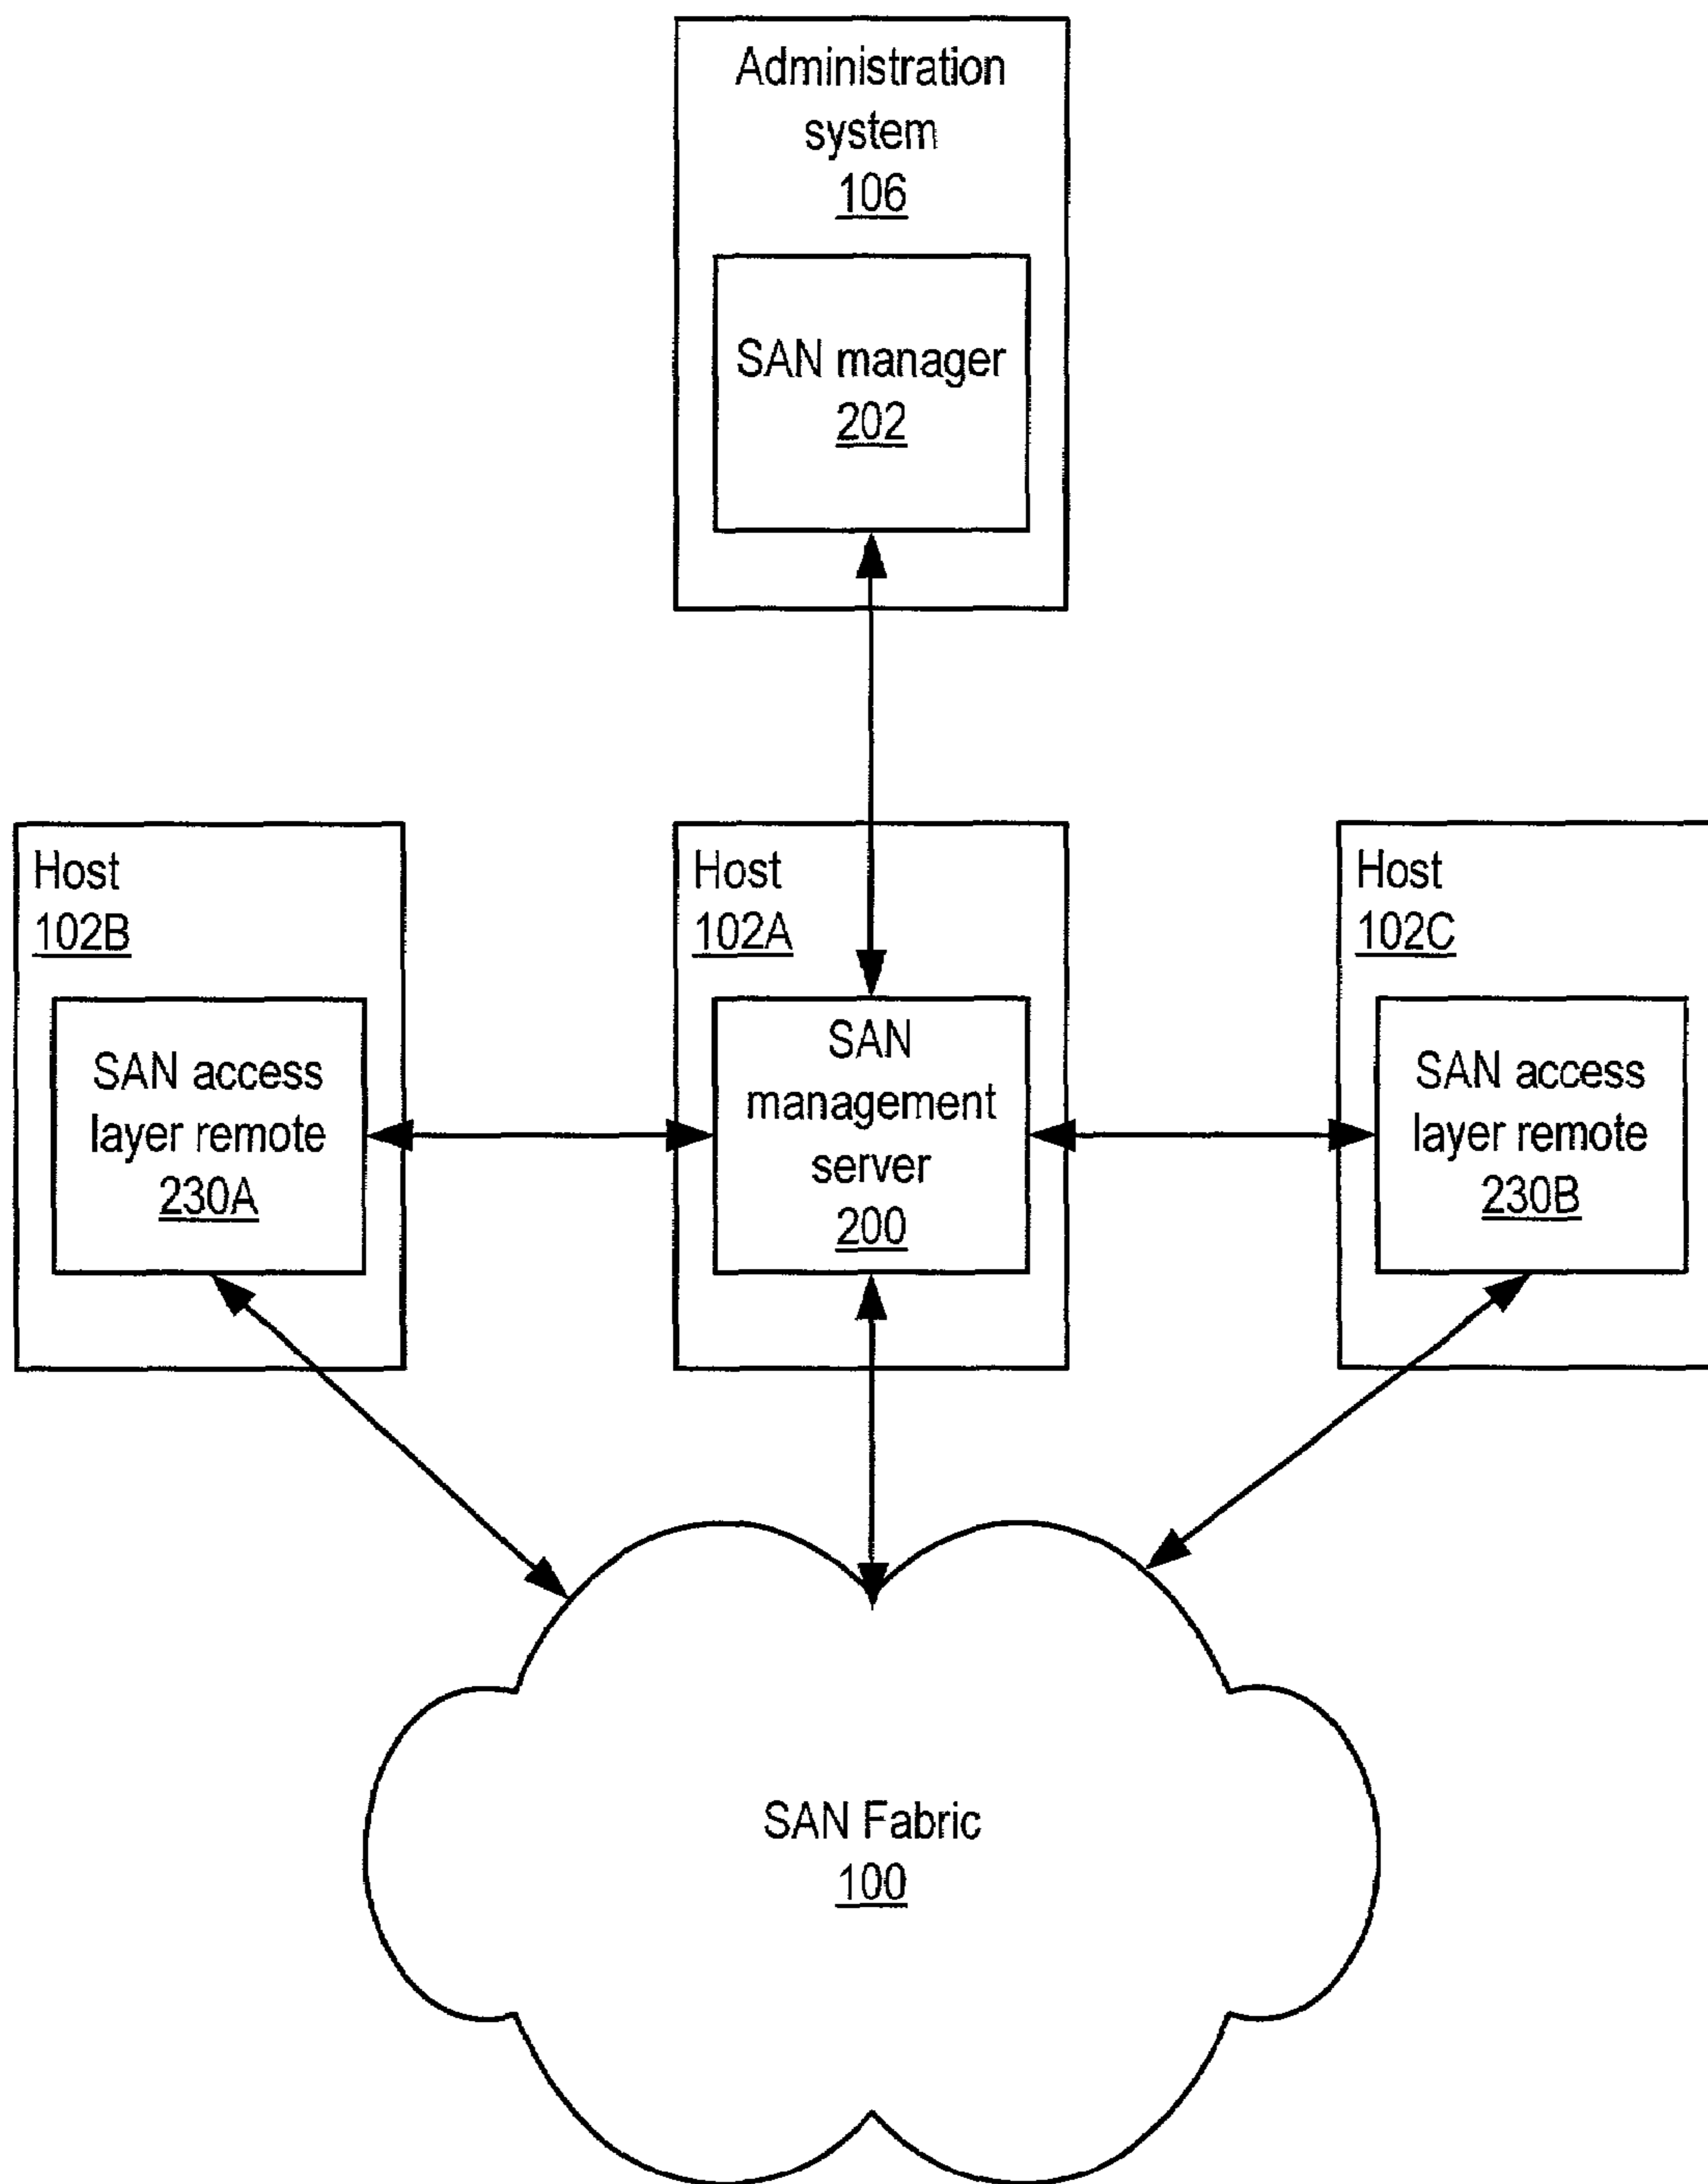 Administration
system
106
SAN manager
202
Host
102B
SAN access
layer remote
230A
Host
102A
SAN
management
server
200
Host
102C
SAN access
layer remote
230B
SAN Fabric
100